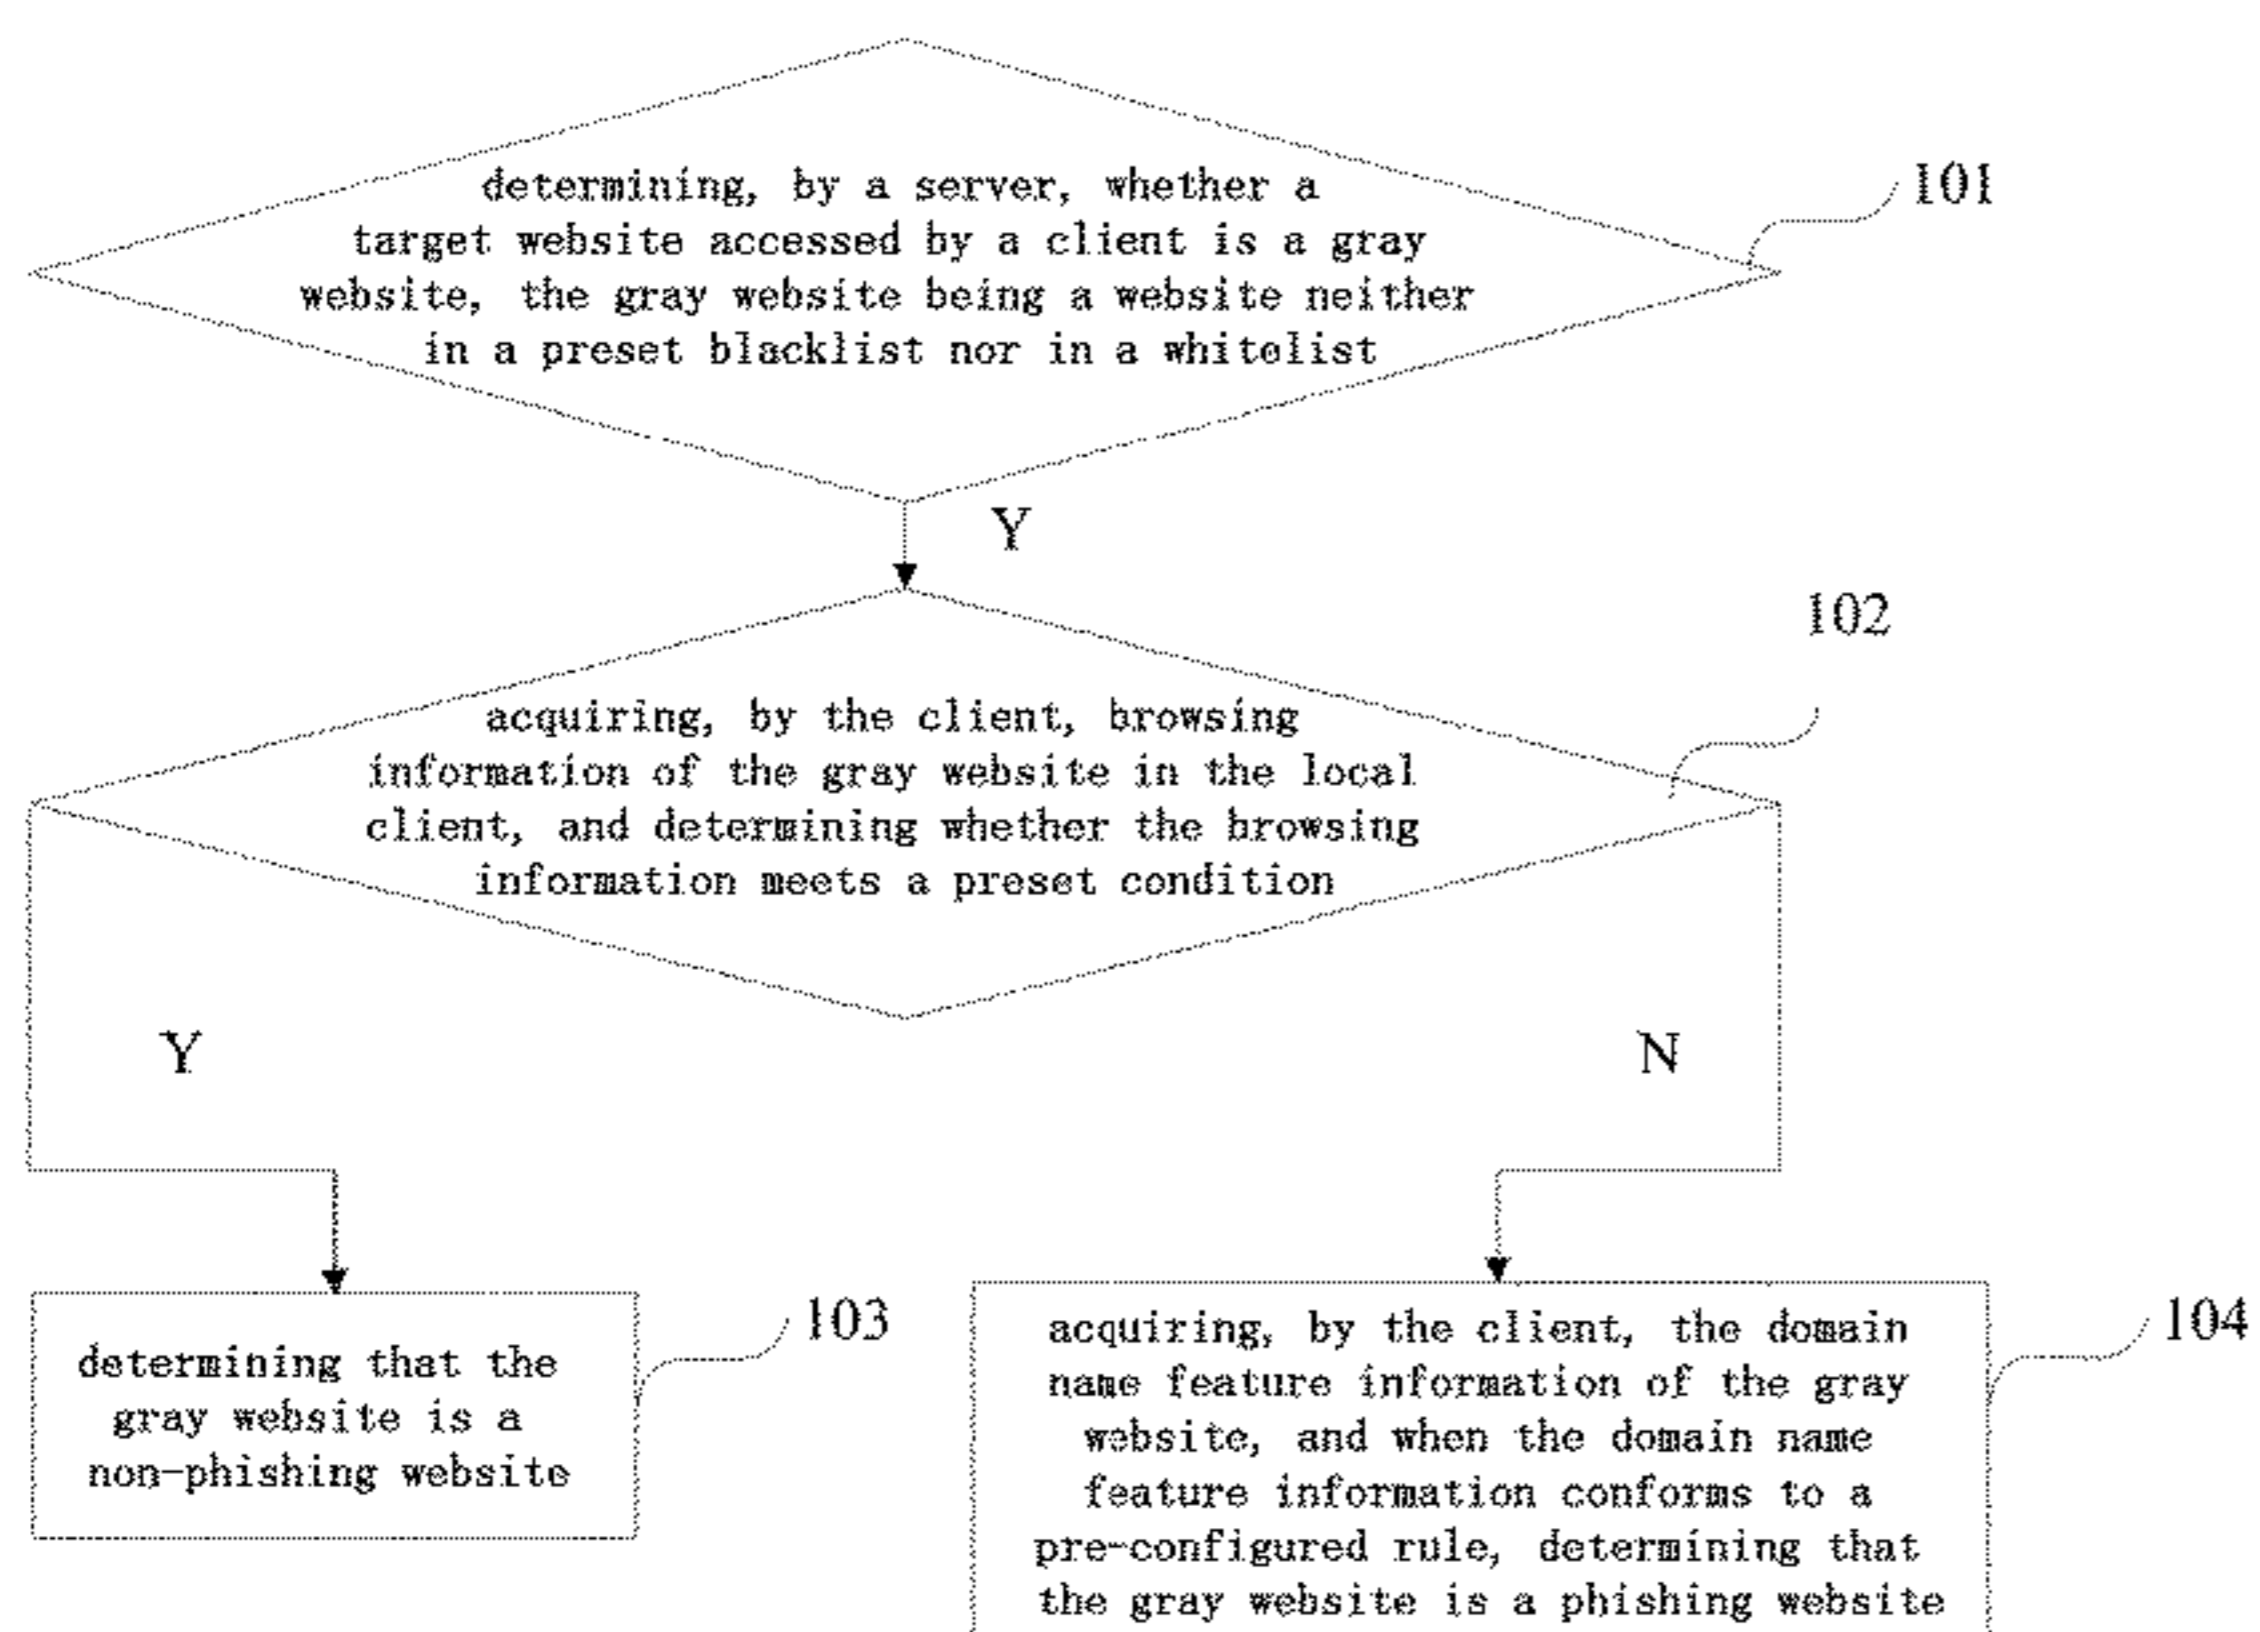 determining, by a server, whether a
target website accessed by a client is a gray
website, the gray website being a website neither
in a preset blacklist nor in a whitelist
101
Y
102
acquiring, by the client, browsing
information of the gray website in the local
client, and determining whether the browsing
information meets a preset condition
Y
N
determining that the
gray website is a
non-phishing website
103
acquiring, by the client, the domain
name feature information of the gray
website, and when the domain name
feature information conforms to a
pre-configured rule, determining that
the gray website is a phishing website
104